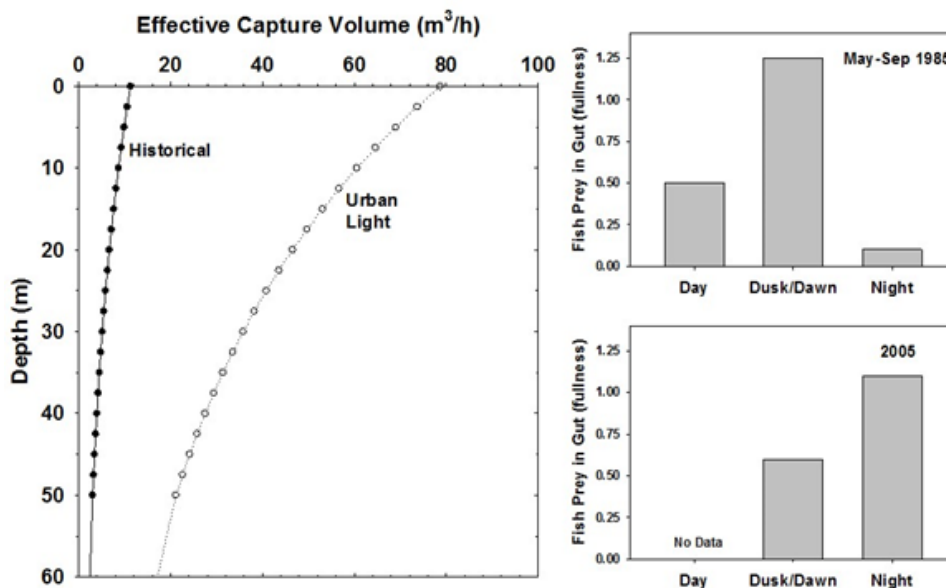 Effective Capture Volume (m³/h)
0 20 40 60 80 100
0
10
20
30
40
50
60
Depth (m)
Historical
Urban
Light
May-Sep 1985
Fish Prey in Gut (fullness)
1.25
1.00
0.75
0.50
0.25
0.00
Day Dusk/Dawn Night
2005
Fish Prey in Gut (fullness)
1.25
1.00
0.75
0.50
0.25
0.00
No Data
Day Dusk/Dawn Night